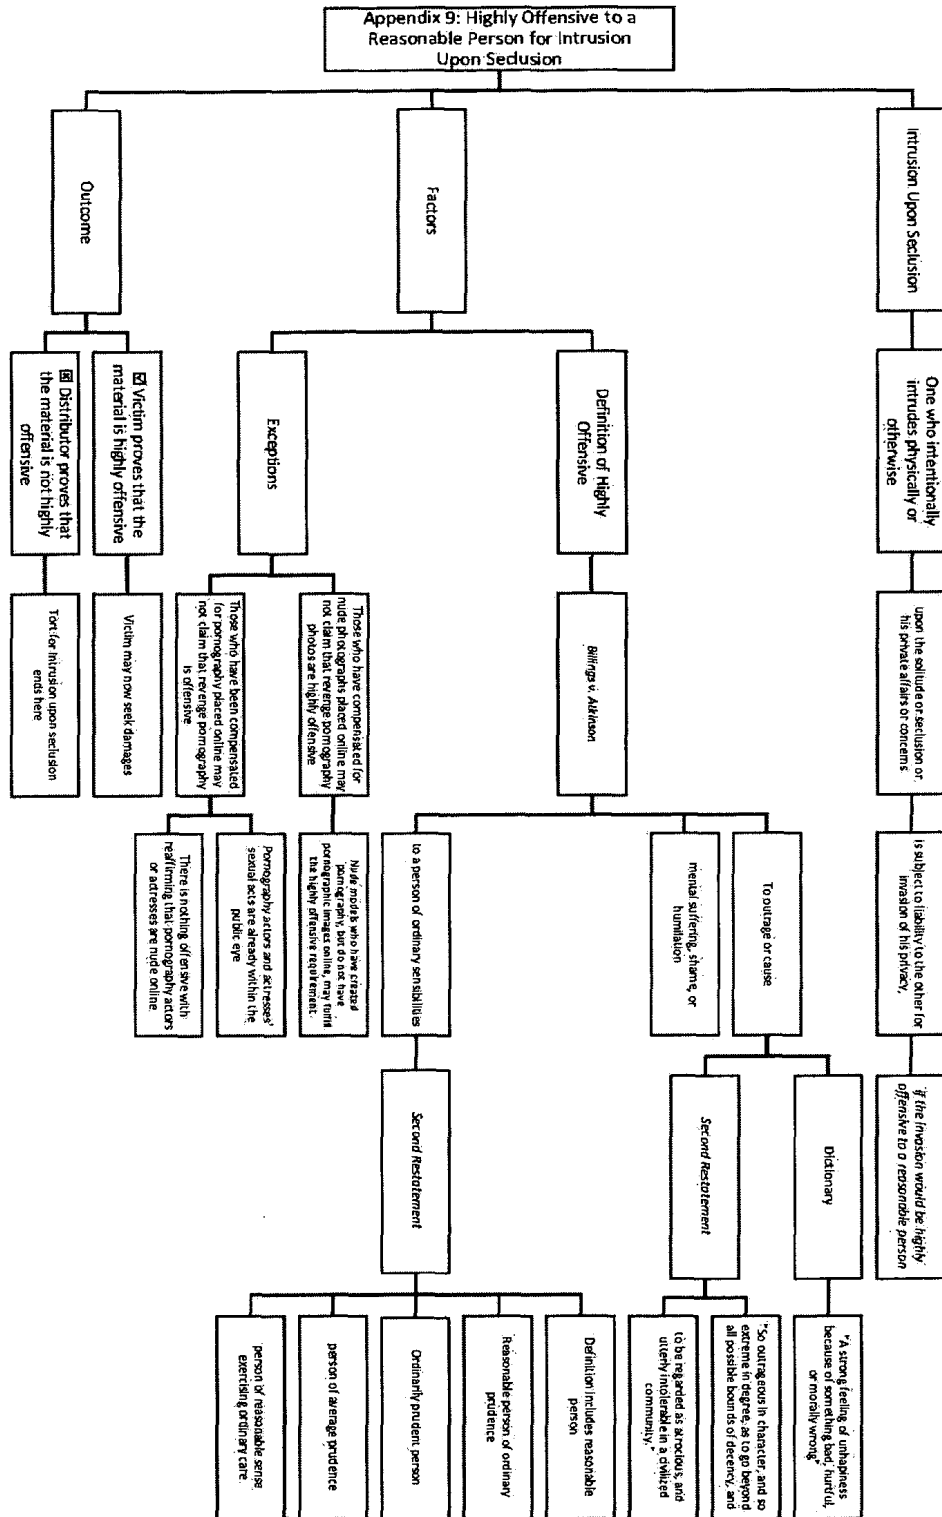 Appendix 9: Highly Offensive to a
Reasonable Person for Intrusion
Upon Seclusion
Intrusion Upon Seclusion
One who intentionally
intrudes physically or
otherwise
upon the solitude or seclusion or
his private affairs or concerns
is subject to liability to the other for
invasion of his privacy,
if the invasion would be highly
offensive to a reasonable person
Factors
Definition of Highly
Offensive
Billings v. Atkinson
To outrage or cause
Dictionary
"A strong feeling of unhapiness
because of something bad, hurtful,
or morally wrong"
Second Restatement
"So outrageous in character, and so
extreme in degree, as to go beyond
all possible bounds of decency, and
to be regarded as atrocious, and
utterly intolerable in a civilized
community."
mental suffering, shame, or
humiliation
to a person of ordinary sensibilities
Second Restatement
Definition includes reasonable
person
Reasonable person of ordinary
prudence
Ordinarily prudent person
person of average prudence
person of reasonable sense
exercising ordinary care.
Exceptions
Those who have compensated for
nude photographs placed online may
not claim that revenge pornography
photos are highly offensive
Nude models who have created
pornography, but do not have
pornographic images online, may fulfill
the highly offensive requirement.
Those who have been compensated
for pornography placed online may
not claim that revenge pornography
is offensive
Pornography actors and actresses'
sexual acts are already within the
public eye
There is nothing offensive with
reaffirming that pornography actors
or actresses are nude online.
Outcome
☑ Victim proves that the
material is highly offensive
Victim may now seek damages
☒ Distributor proves that
the material is not highly
offensive
Tort for Intrusion upon seclusion
ends here